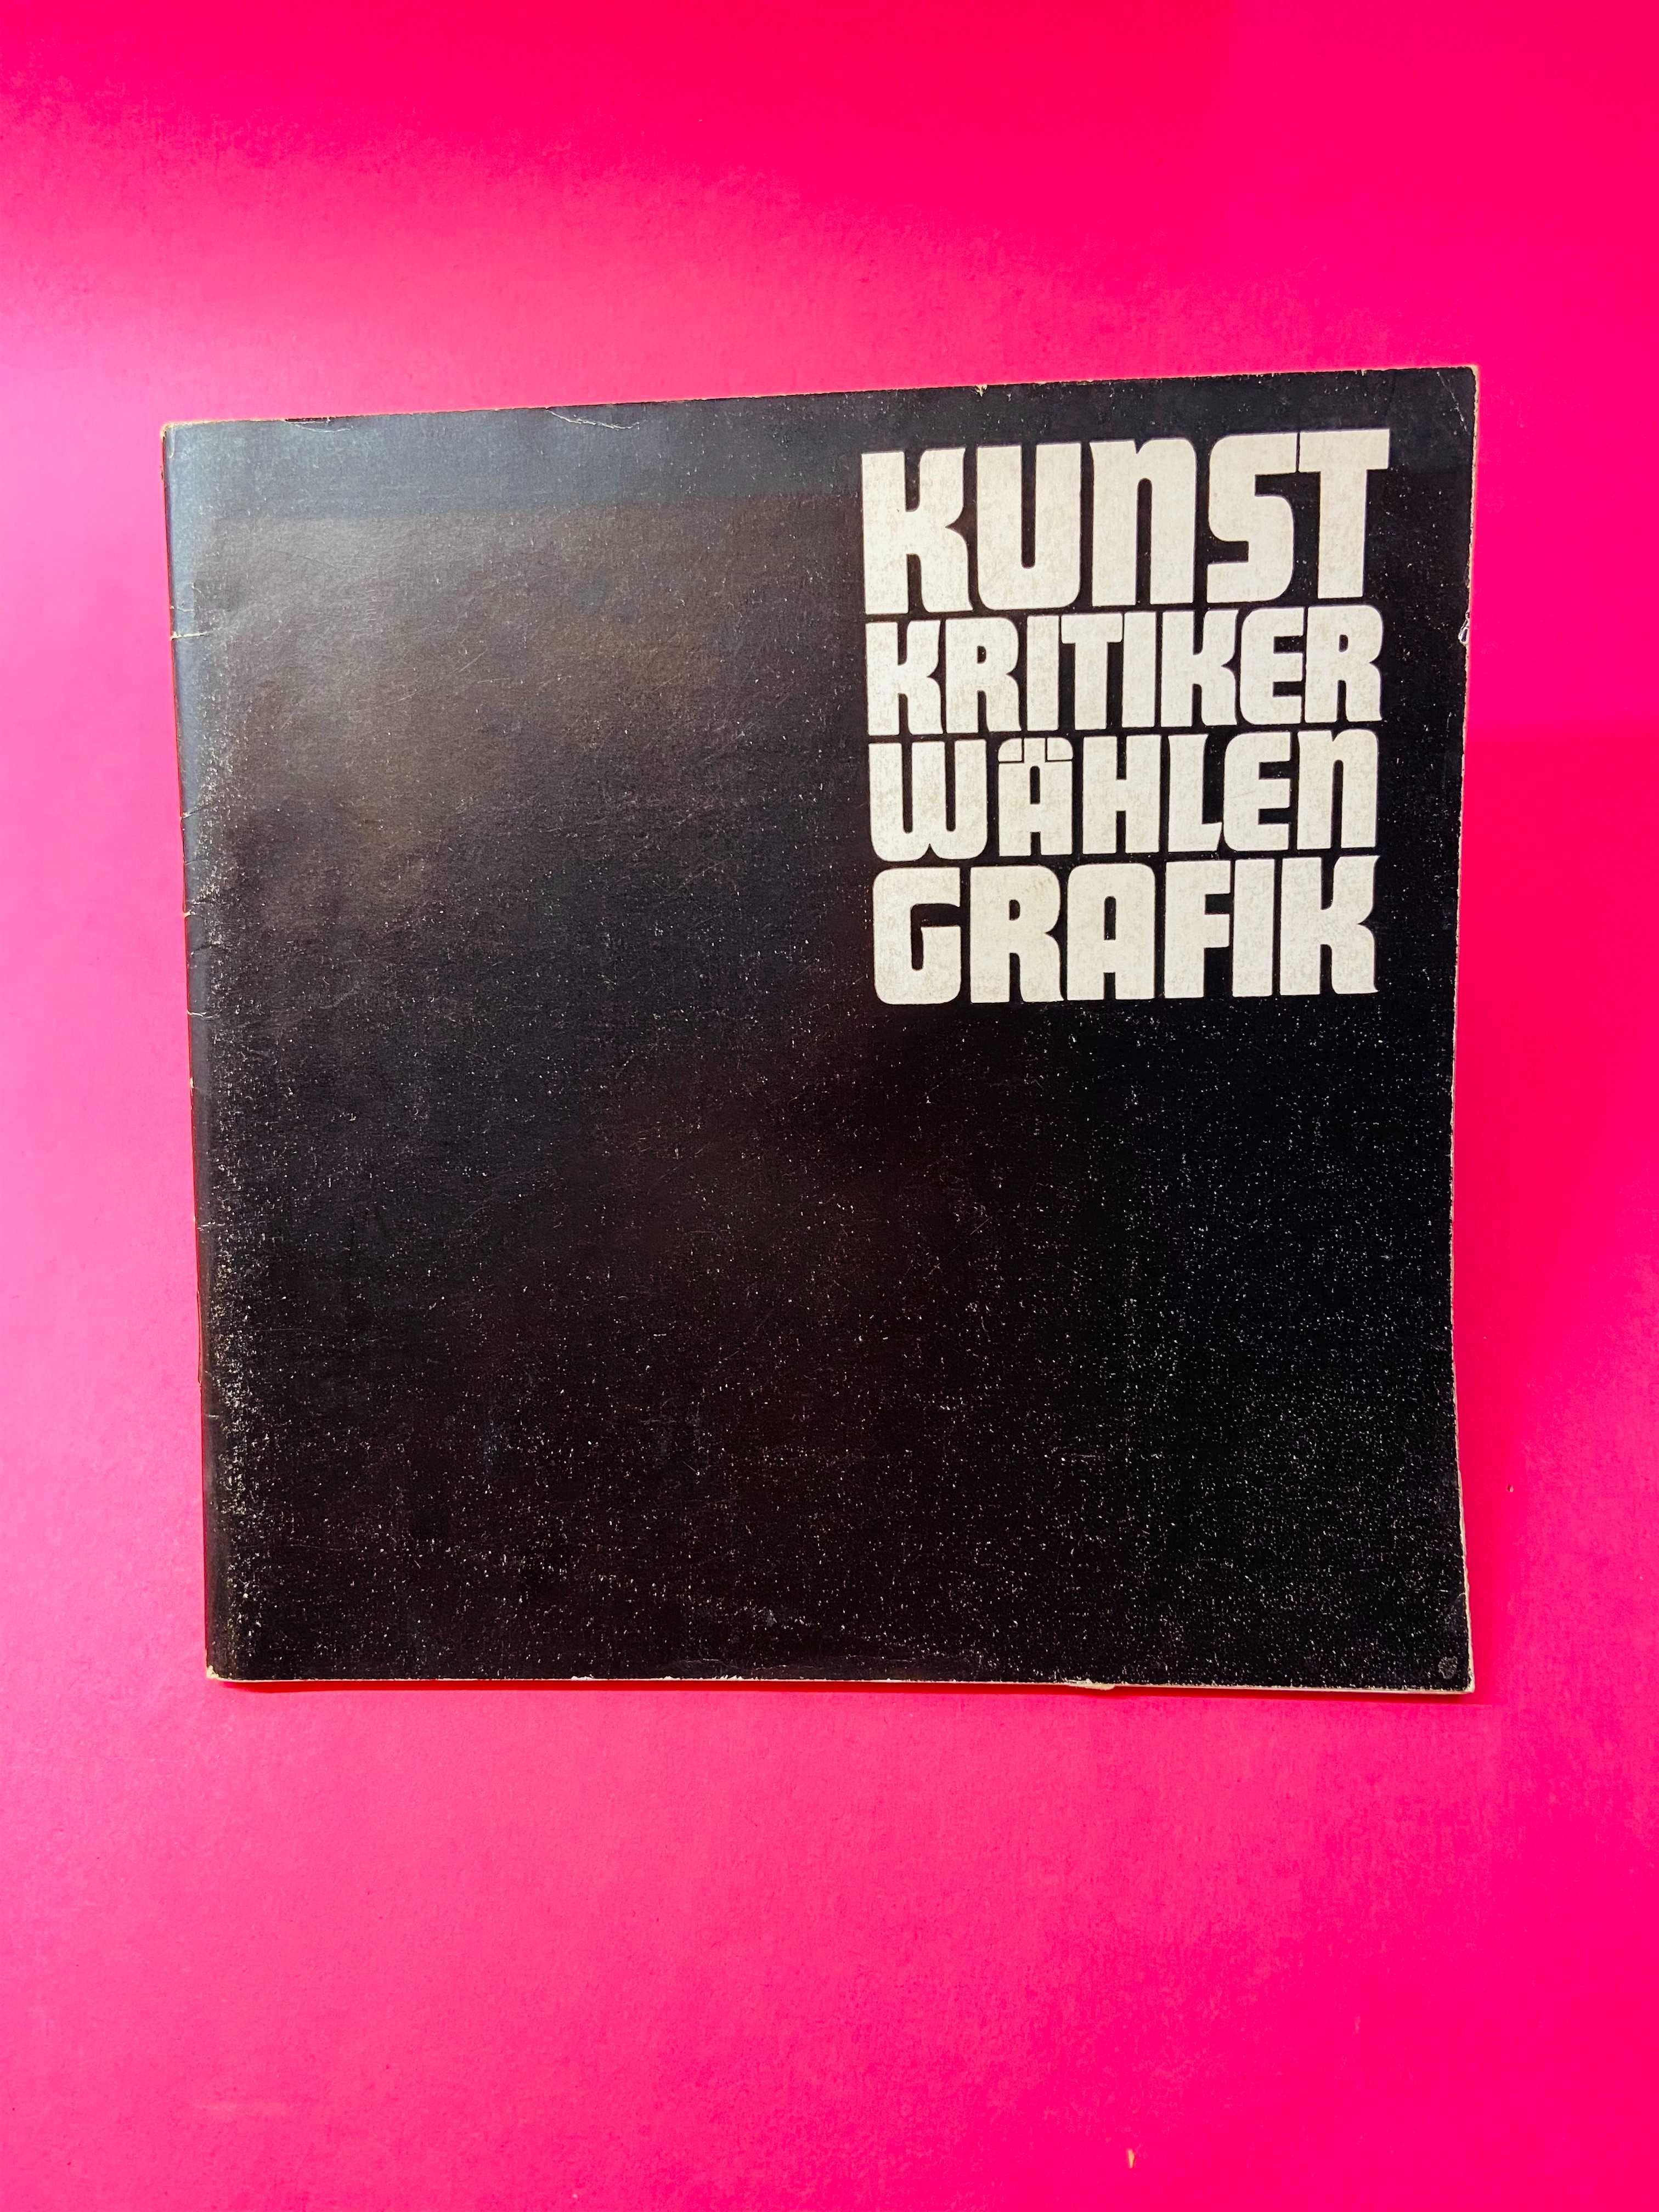 KUNST
KRITIKER
WÄHLEN
GRAFIK